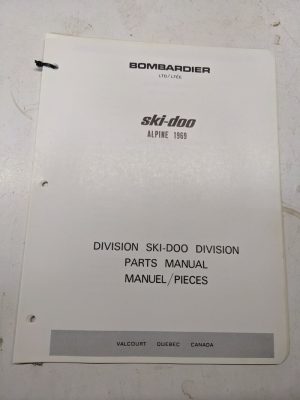 BOMBARDIER
LTD/LTÉE
ski-doo
ALPINE 1969
DIVISION SKI-DOO DIVISION
PARTS MANUAL
MANUEL/PIECES
VALCOURT QUEBEC CANADA